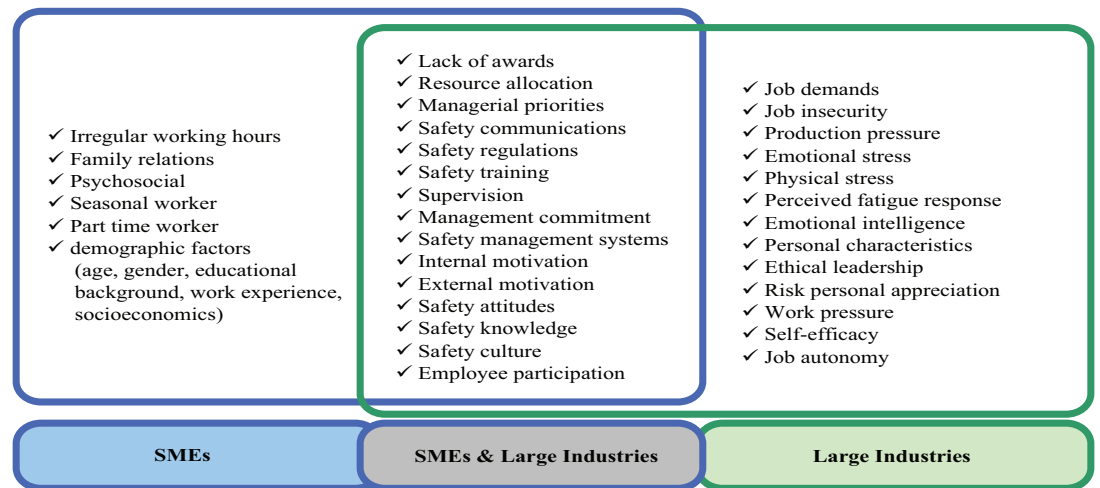 ✓ Irregular working hours
✓ Family relations
✓ Psychosocial
✓ Seasonal worker
✓ Part time worker
✓ demographic factors
(age, gender, educational
background, work experience,
socioeconomics)
✓ Lack of awards
✓ Resource allocation
✓ Managerial priorities
✓ Safety communications
✓ Safety regulations
✓ Safety training
✓ Supervision
✓ Management commitment
✓ Safety management systems
✓ Internal motivation
✓ External motivation
✓ Safety attitudes
✓ Safety knowledge
✓ Safety culture
✓ Employee participation
✓ Job demands
✓ Job insecurity
✓ Production pressure
✓ Emotional stress
✓ Physical stress
✓ Perceived fatigue response
✓ Emotional intelligence
✓ Personal characteristics
✓ Ethical leadership
✓ Risk personal appreciation
✓ Work pressure
✓ Self-efficacy
✓ Job autonomy
SMEs
SMEs & Large Industries
Large Industries